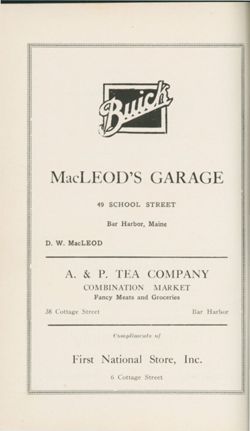 Buick
MacLEOD'S GARAGE
49 SCHOOL STREET
Bar Harbor, Maine
D. W. MacLEOD
A. & P. TEA COMPANY
COMBINATION MARKET
Fancy Meats and Groceries
38 Cottage Street Bar Harbor
Compliments of
First National Store, Inc.
6 Cottage Street